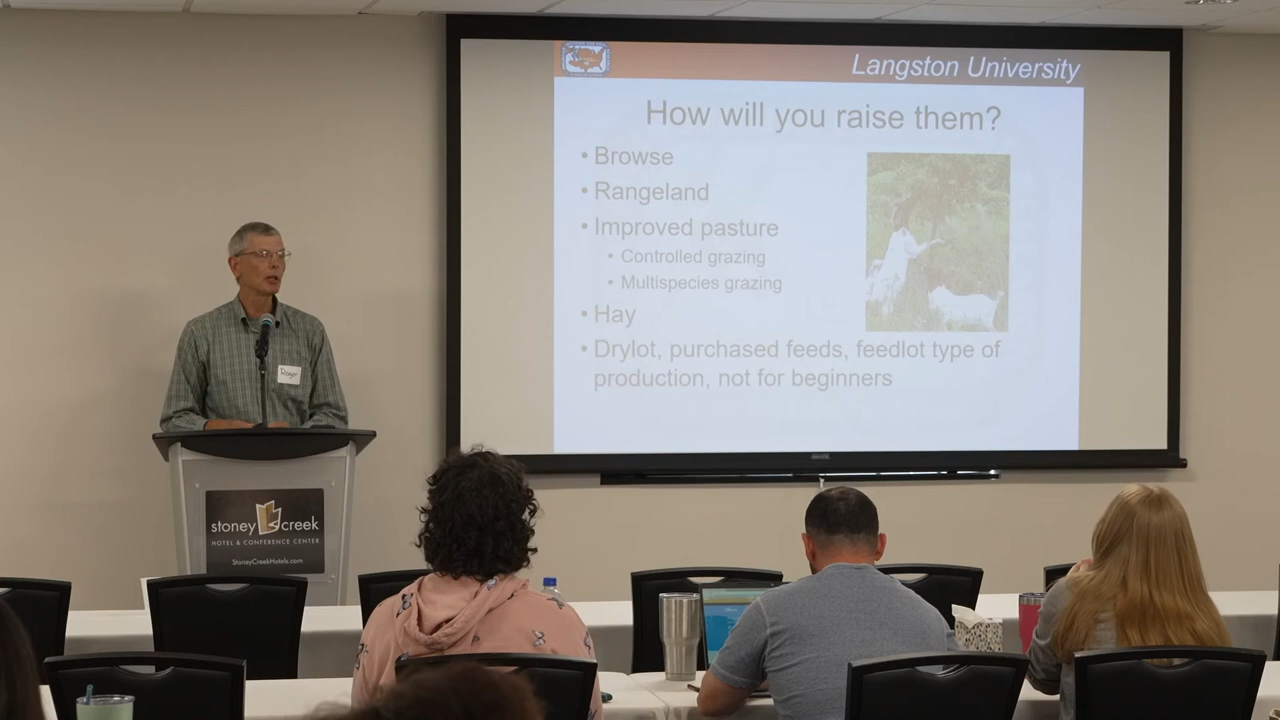 Langston University
How will you raise them?
• Browse
• Rangeland
• Improved pasture
• Controlled grazing
• Multispecies grazing
• Hay
• Drylot, purchased feeds, feedlot type of
production, not for beginners
Roger
stoney creek
HOTEL & CONFERENCE CENTER
StoneyCreekHotels.com